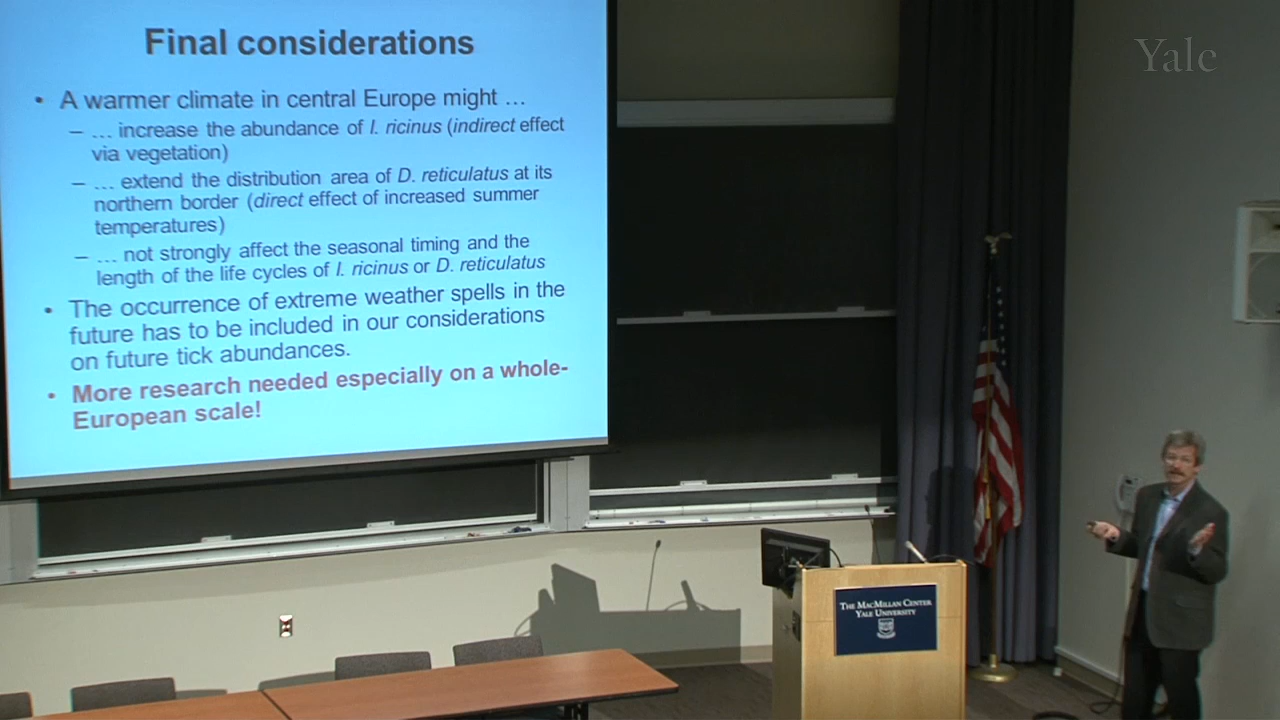 Final considerations
• A warmer climate in central Europe might …
– … increase the abundance of I. ricinus (indirect effect
via vegetation)
– … extend the distribution area of D. reticulatus at its
northern border (direct effect of increased summer
temperatures)
– … not strongly affect the seasonal timing and the
length of the life cycles of I. ricinus or D. reticulatus
• The occurrence of extreme weather spells in the
future has to be included in our considerations
on future tick abundances.
• More research needed especially on a whole-
European scale!
Yale
THE MACMILLAN CENTER
YALE UNIVERSITY